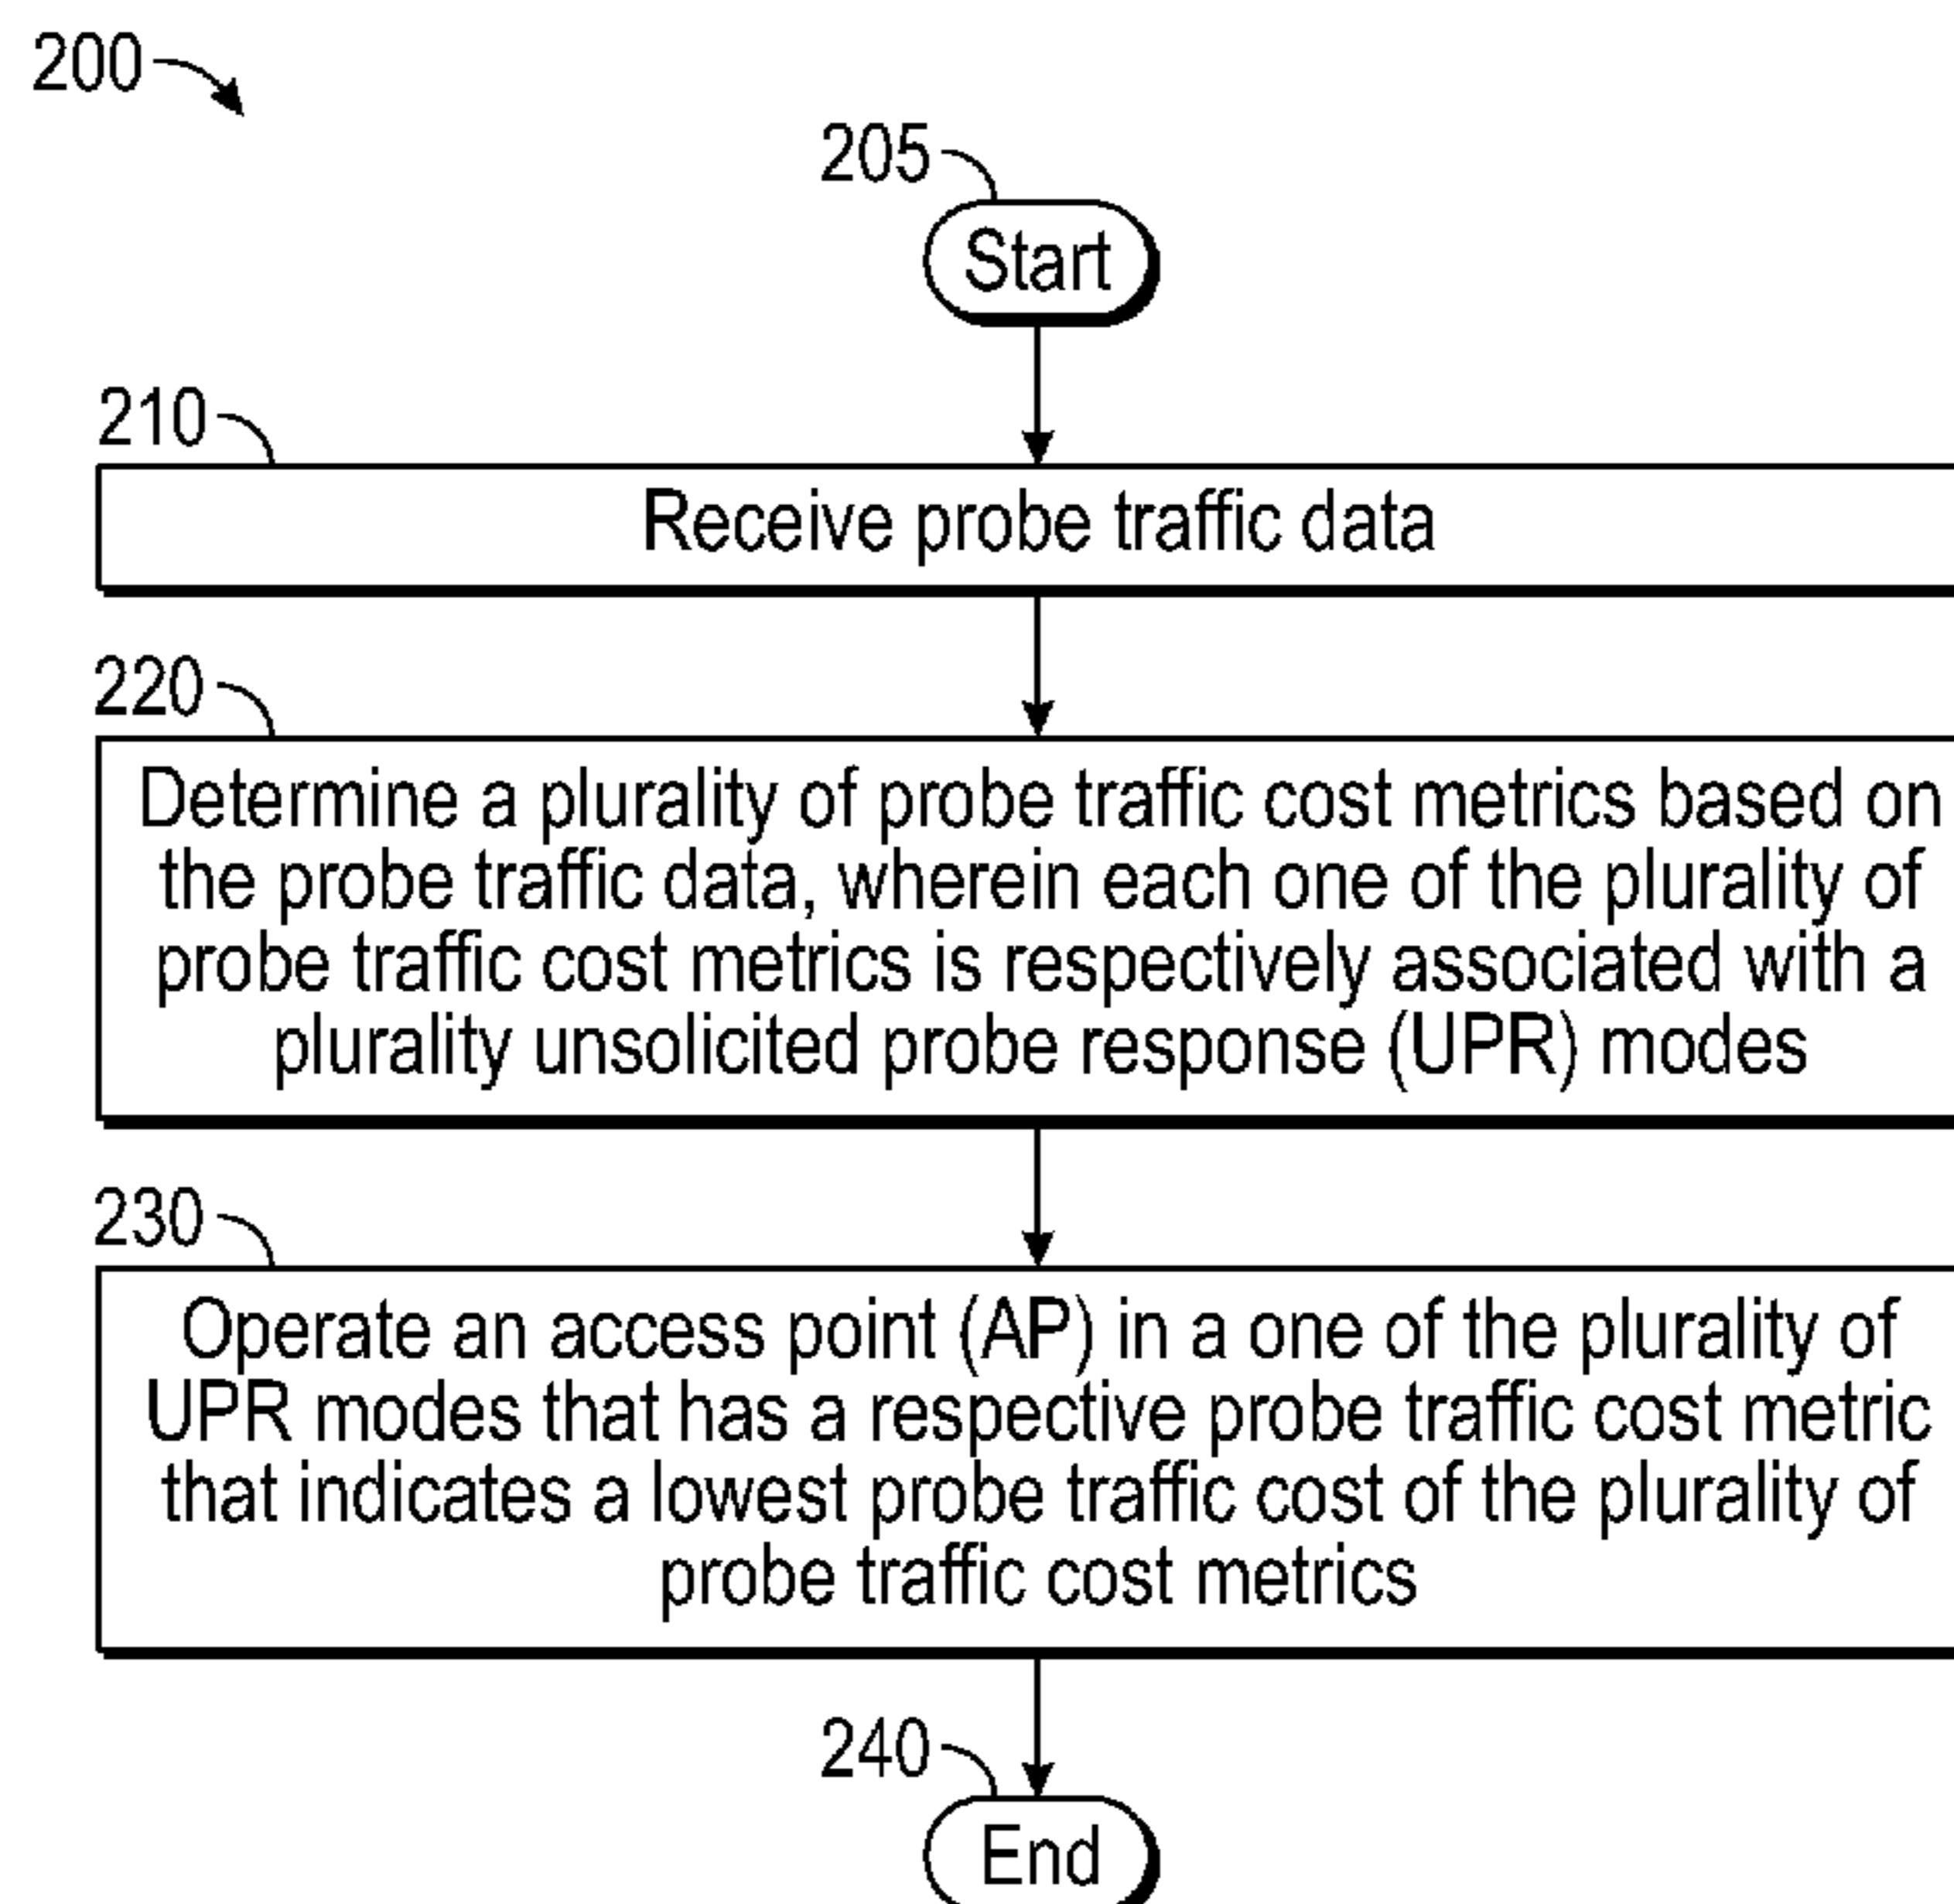 200
205
Start
210
Receive probe traffic data
220
Determine a plurality of probe traffic cost metrics based on
the probe traffic data, wherein each one of the plurality of
probe traffic cost metrics is respectively associated with a
plurality unsolicited probe response (UPR) modes
230
Operate an access point (AP) in a one of the plurality of
UPR modes that has a respective probe traffic cost metric
that indicates a lowest probe traffic cost of the plurality of
probe traffic cost metrics
240
End